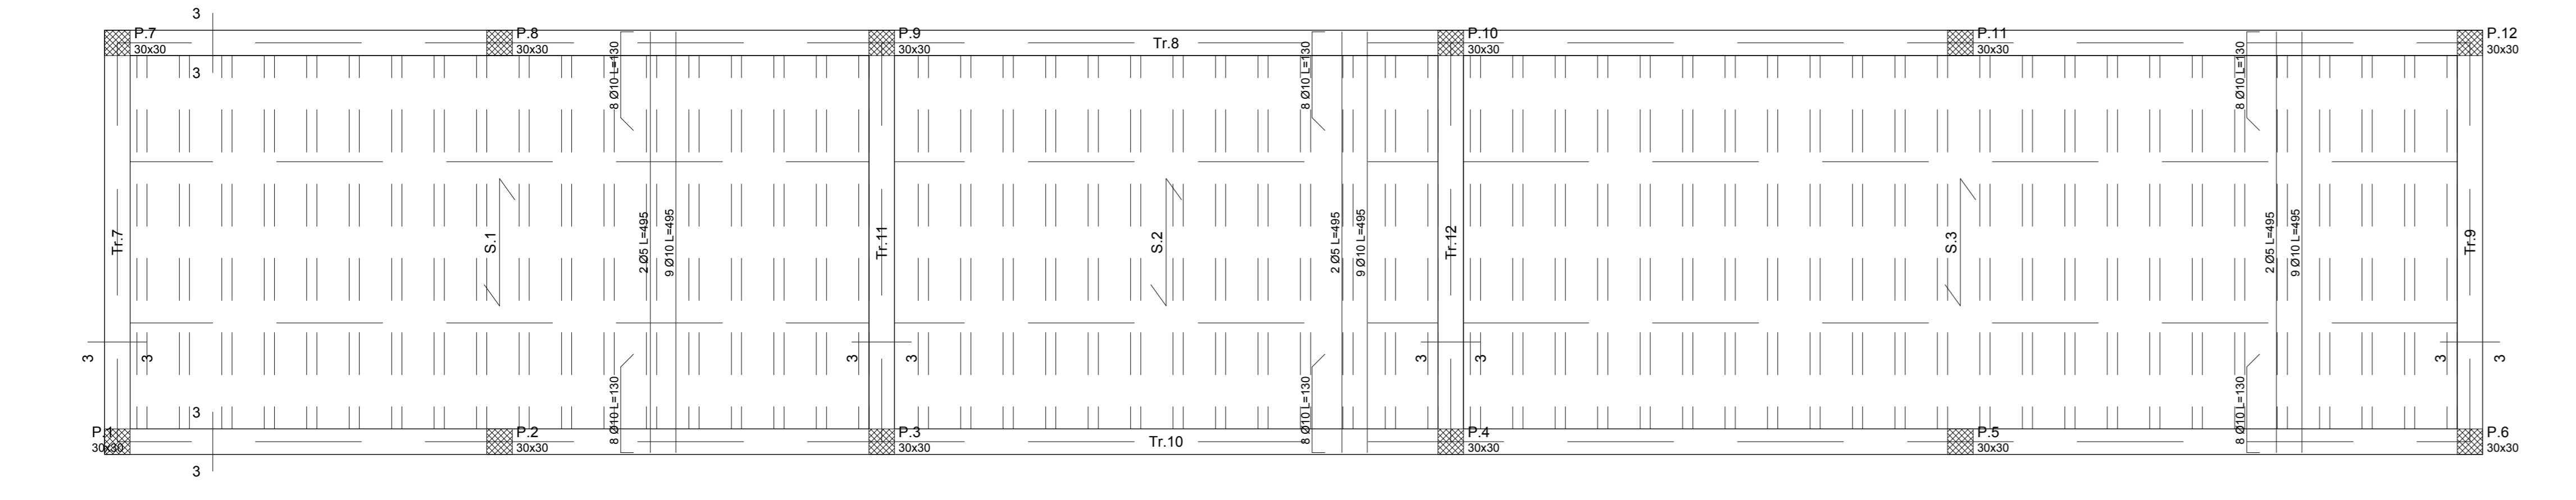 3
P.7
30x30
P.8
30x30
P.9
30x30
Tr.8
P.10
30x30
P.11
30x30
P.12
30x30
3
8 Ø10 L=130
8 Ø10 L=130
8 Ø10 L=130
Tr.7
S.1
2 Ø5 L=495
9 Ø10 L=495
Tr.11
S.2
2 Ø5 L=495
9 Ø10 L=495
Tr.12
S.3
2 Ø5 L=495
9 Ø10 L=495
Tr.9
3
3
3
3
3
3
3
3
3
8 Ø10 L=130
8 Ø10 L=130
8 Ø10 L=130
P.1
30x30
P.2
30x30
P.3
30x30
Tr.10
P.4
30x30
P.5
30x30
P.6
30x30
3